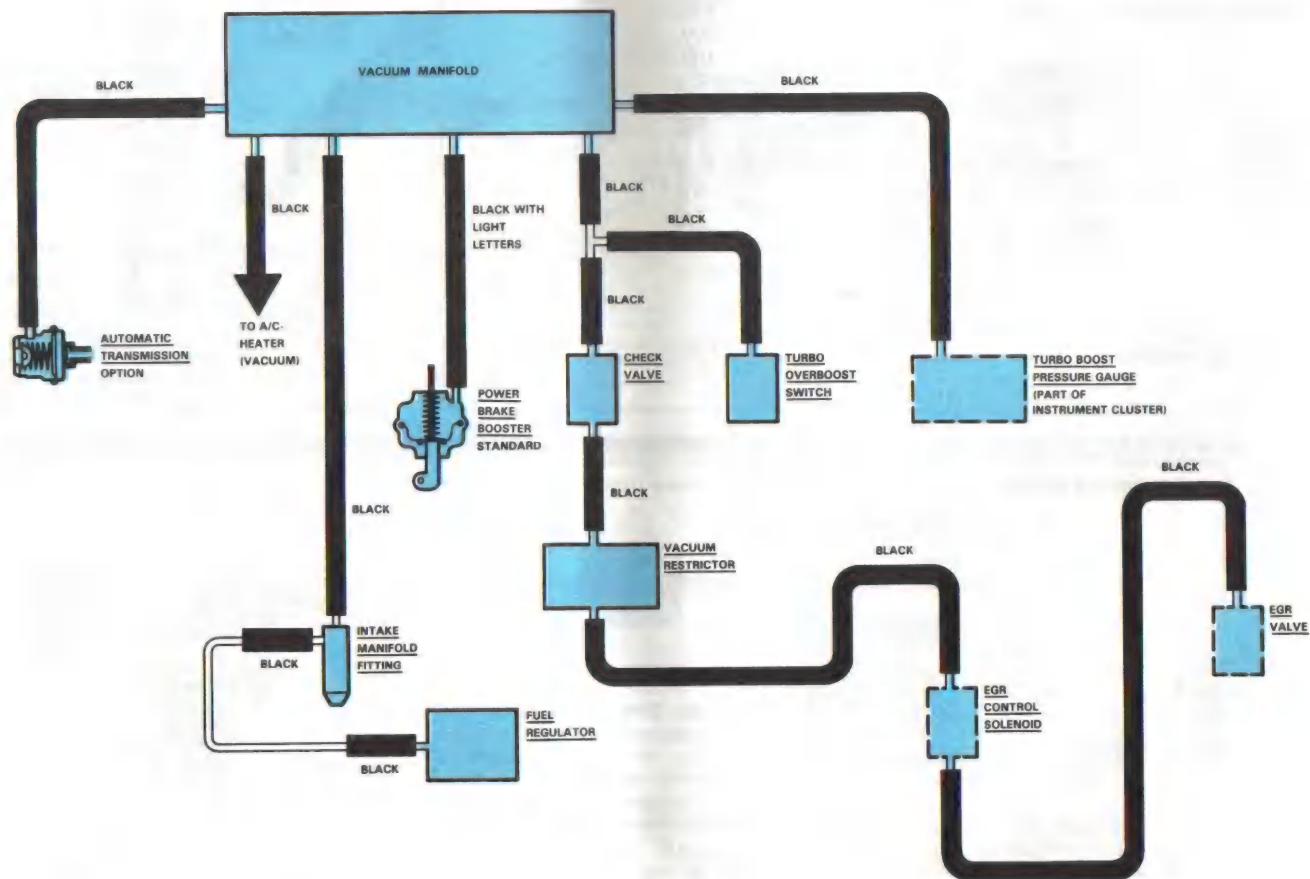 VACUUM MANIFOLD
BLACK
BLACK
BLACK
BLACK WITH
LIGHT
LETTERS
BLACK
BLACK
BLACK
TO A/C-
HEATER
(VACUUM)
AUTOMATIC
TRANSMISSION
OPTION
POWER
BRAKE
BOOSTER
STANDARD
CHECK
VALVE
TURBO
OVERBOOST
SWITCH
TURBO BOOST
PRESSURE GAUGE
(PART OF
INSTRUMENT CLUSTER)
BLACK
BLACK
BLACK
VACUUM
RESTRICTOR
BLACK
EGR
VALVE
INTAKE
MANIFOLD
FITTING
BLACK
EGR
CONTROL
SOLENOID
FUEL
REGULATOR
BLACK